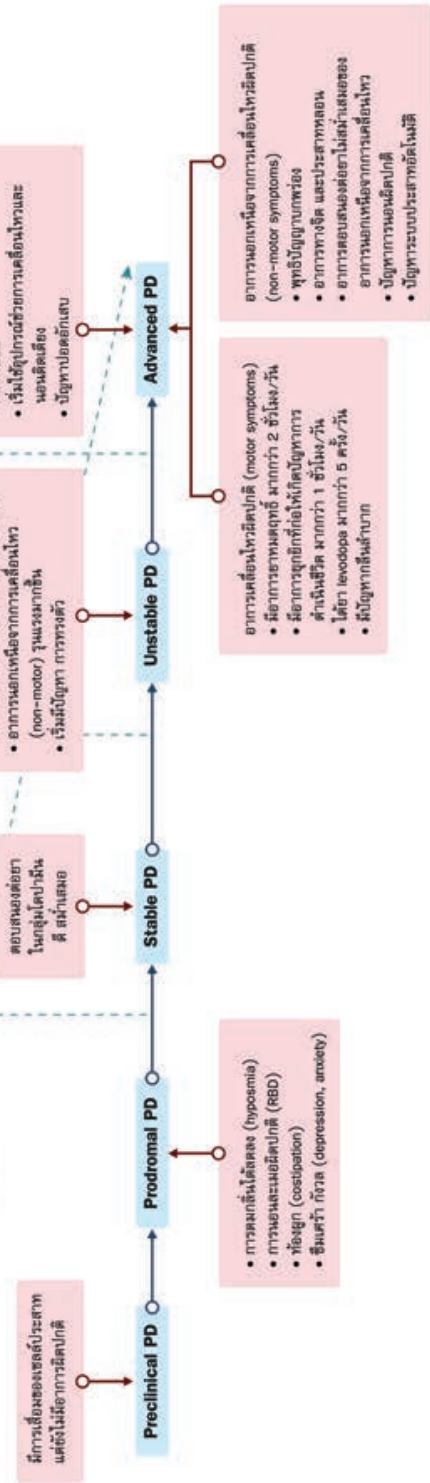 มีการเสื่อมของเซลล์ประสาท
แต่ยังไม่มีอาการผิดปกติ
ตอบสนองต่อยา
ในกลุ่มโดปามีน
ดี สม่ำเสมอ
• อาการนอกเหนือจากการเคลื่อนไหว
(non-motor) รุนแรงมากขึ้น
• เริ่มมีปัญหา การทรงตัว
• เริ่มใช้อุปกรณ์ช่วยการเคลื่อนไหวและ
นอนติดเตียง
• ปัญหาปอดอักเสบ
Preclinical PD
Prodromal PD
Stable PD
Unstable PD
Advanced PD
• การดมกลิ่นได้ลดลง (hyposmia)
• การนอนละเมอผิดปกติ (RBD)
• ท้องผูก (costipation)
• ซึมเศร้า กังวล (depression, anxiety)
อาการเคลื่อนไหวผิดปกติ (motor symptoms)
• มีอาการยาหมดฤทธิ์ มากกว่า 2 ชั่วโมง/วัน
• มีอาการยุกยิกที่ก่อให้เกิดปัญหาการ
ดำเนินชีวิต มากกว่า 1 ชั่วโมง/วัน
• ได้ยา levodopa มากกว่า 5 ครั้ง/วัน
• มีปัญหากลืนลำบาก
อาการนอกเหนือจากการเคลื่อนไหวผิดปกติ
(non-motor symptoms)
• พุทธิปัญญาบกพร่อง
• อาการทางจิต และประสาทหลอน
• อาการตอบสนองต่อยาไม่สม่ำเสมอของ
อาการนอกเหนือจากการเคลื่อนไหว
• ปัญหาการนอนผิดปกติ
• ปัญหาระบบประสาทอัตโนมัติ